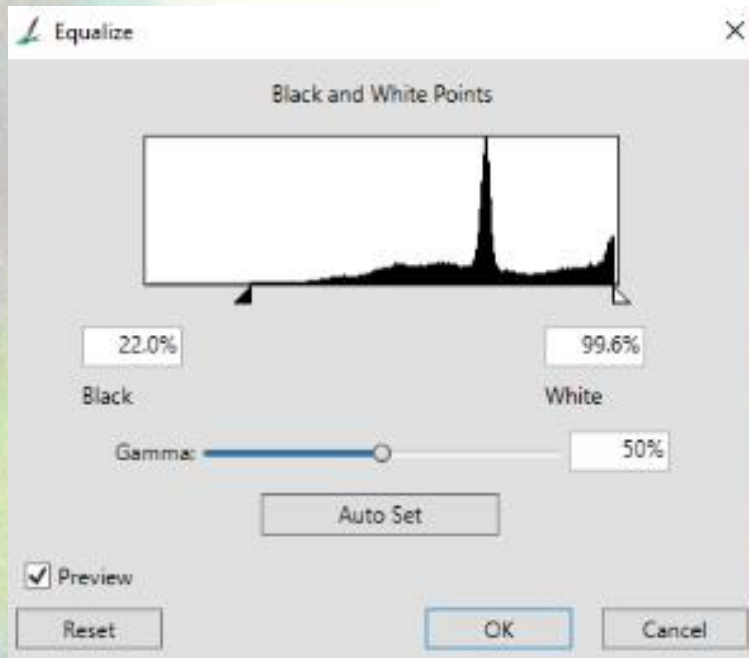 Equalize
Black and White Points
22.0% 99.6%
Black White
Gamma: 50%
Auto Set
Preview
Reset OK Cancel